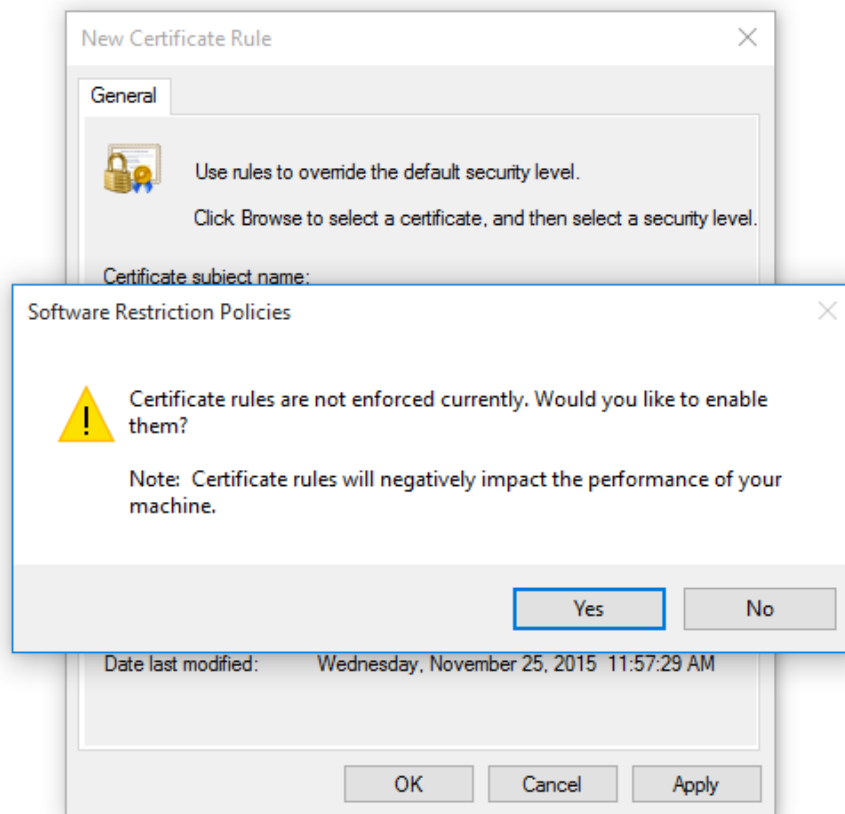 New Certificate Rule
General
Use rules to override the default security level.
Click Browse to select a certificate, and then select a security level.
Certificate subject name:
Software Restriction Policies
Certificate rules are not enforced currently. Would you like to enable
them?
Note: Certificate rules will negatively impact the performance of your
machine.
Yes No
Date last modified: Wednesday, November 25, 2015 11:57:29 AM
OK Cancel Apply